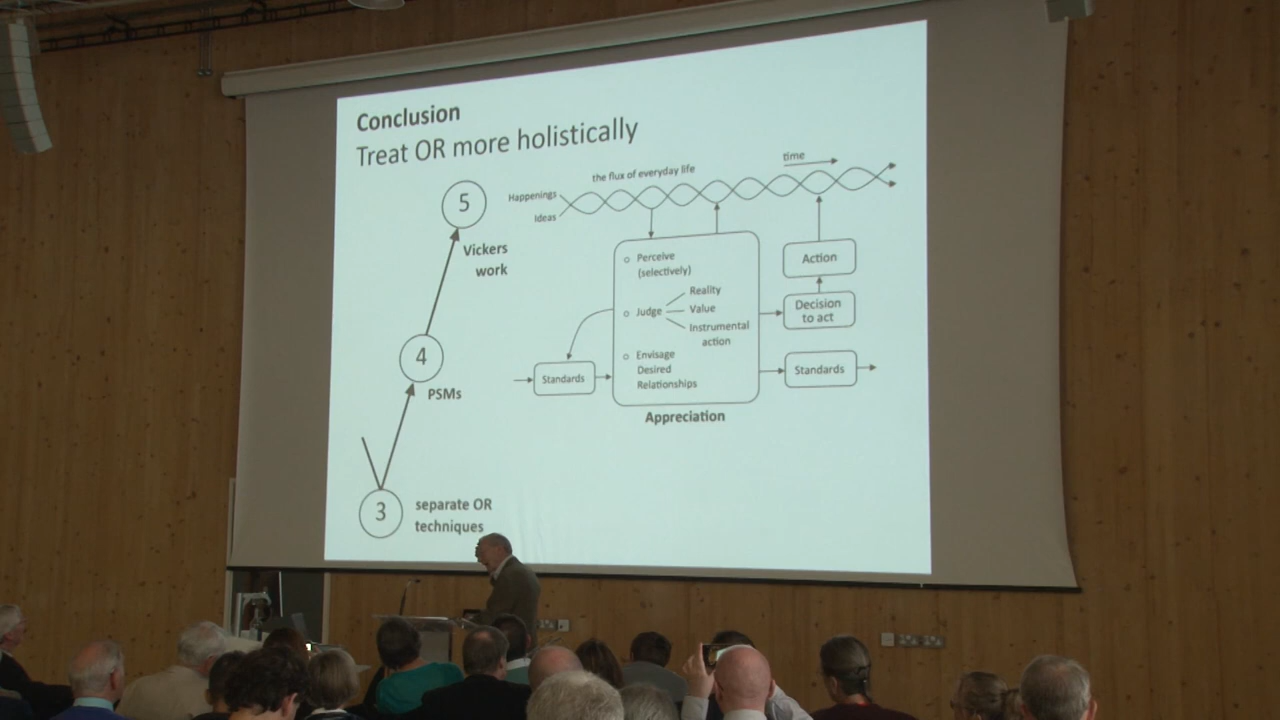 Conclusion
Treat OR more holistically
time
the flux of everyday life
Happenings
Ideas
5
Vickers
work
Perceive
(selectively)
Action
Reality
Judge
Value
Instrumental
action
Decision
to act
4
PSMs
Envisage
Desired
Relationships
Standards
Standards
Appreciation
3
separate OR
techniques